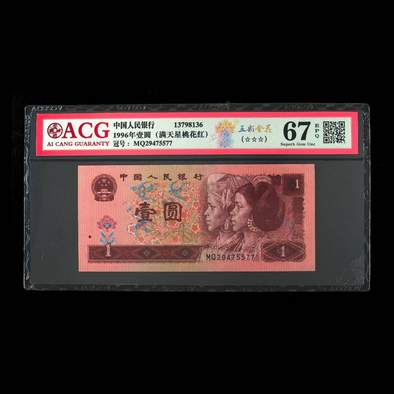 ACG
AI CANG GUARANTY
中国人民银行 13798136
1996年壹圆（满天星桃花红）
冠号：MQ29475577
五彩金花
(☆☆☆)
67 EPQ
Superb Gem Unc
中国人民银行
壹圆
1
1
1
MQ29475577